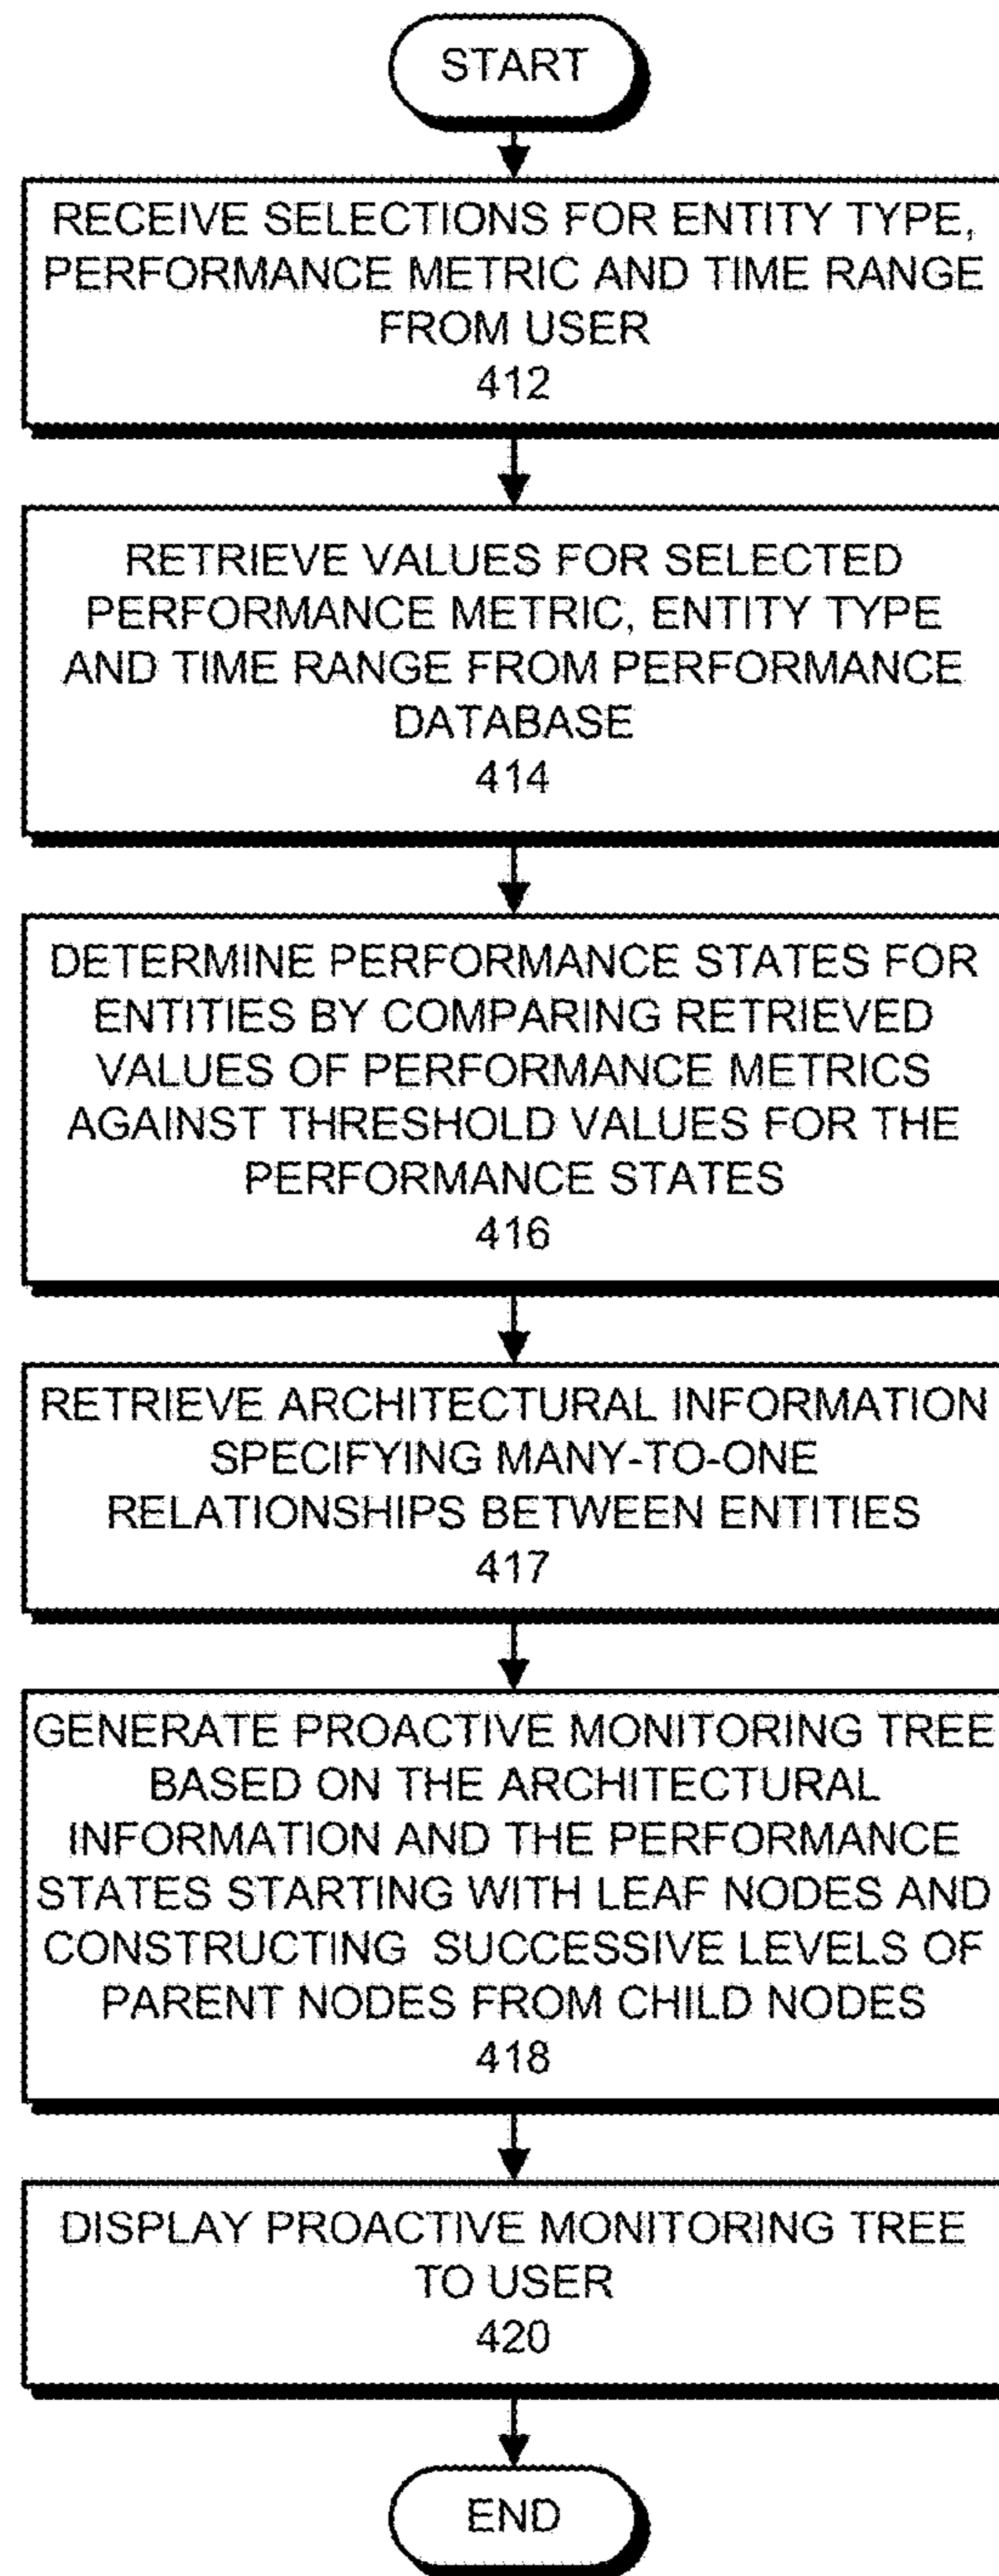 START
RECEIVE SELECTIONS FOR ENTITY TYPE,
PERFORMANCE METRIC AND TIME RANGE
FROM USER
412
RETRIEVE VALUES FOR SELECTED
PERFORMANCE METRIC, ENTITY TYPE
AND TIME RANGE FROM PERFORMANCE
DATABASE
414
DETERMINE PERFORMANCE STATES FOR
ENTITIES BY COMPARING RETRIEVED
VALUES OF PERFORMANCE METRICS
AGAINST THRESHOLD VALUES FOR THE
PERFORMANCE STATES
416
RETRIEVE ARCHITECTURAL INFORMATION
SPECIFYING MANY-TO-ONE
RELATIONSHIPS BETWEEN ENTITIES
417
GENERATE PROACTIVE MONITORING TREE
BASED ON THE ARCHITECTURAL
INFORMATION AND THE PERFORMANCE
STATES STARTING WITH LEAF NODES AND
CONSTRUCTING SUCCESSIVE LEVELS OF
PARENT NODES FROM CHILD NODES
418
DISPLAY PROACTIVE MONITORING TREE
TO USER
420
END